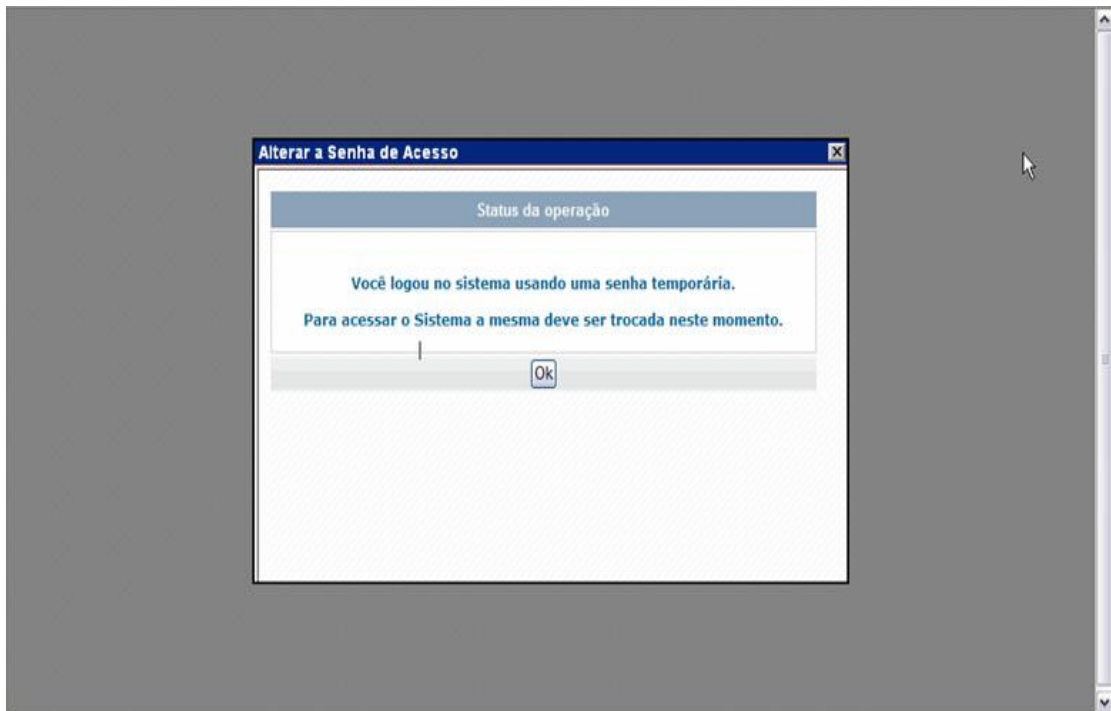 Alterar a Senha de Acesso
Status da operação
Você logou no sistema usando uma senha temporária.
Para acessar o Sistema a mesma deve ser trocada neste momento.
Ok